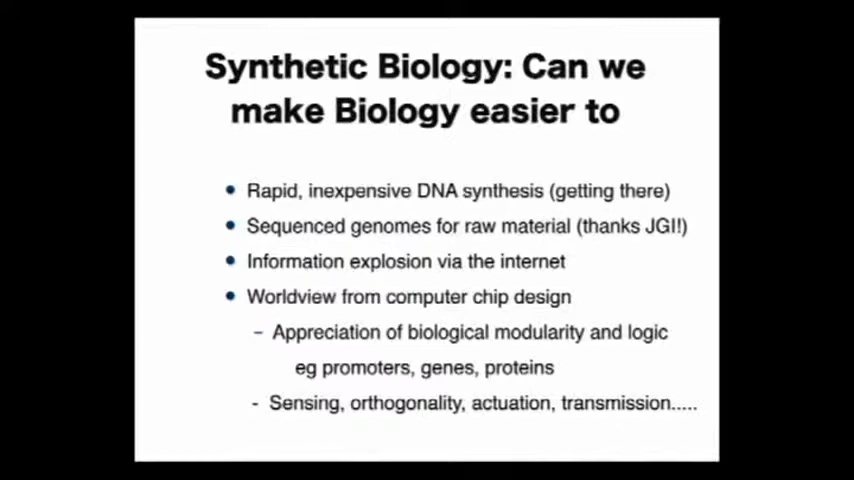 Synthetic Biology: Can we
make Biology easier to
• Rapid, inexpensive DNA synthesis (getting there)
• Sequenced genomes for raw material (thanks JGI!)
• Information explosion via the internet
• Worldview from computer chip design
– Appreciation of biological modularity and logic
eg promoters, genes, proteins
- Sensing, orthogonality, actuation, transmission.....